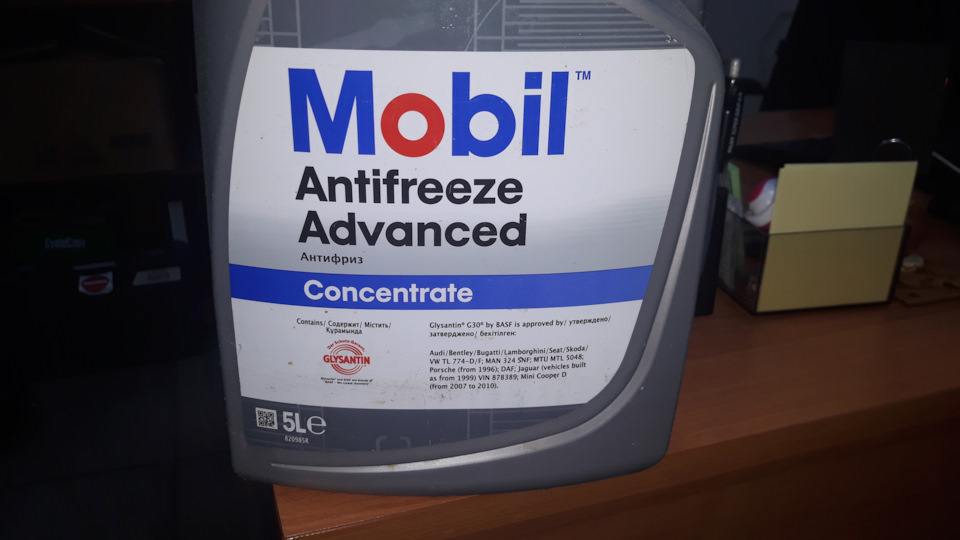 Mobil™
Antifreeze
Advanced
Антифриз
Concentrate
Contains/ Содержит/ Містить/
Құрамында
GLYSANTIN
Glysantin® G30® by BASF is approved by/ утверждено/
затверджено/ бекітілген:
Audi/Bentley/Bugatti/Lamborghini/Seat/Skoda/
VW TL 774-D/F; MAN 324 SNF; MTU MTL 5048;
Porsche (from 1996); DAF; Jaguar (vehicles built
as from 1999) VIN 878389; Mini Cooper D
(from 2007 to 2010).
5Le
820985R